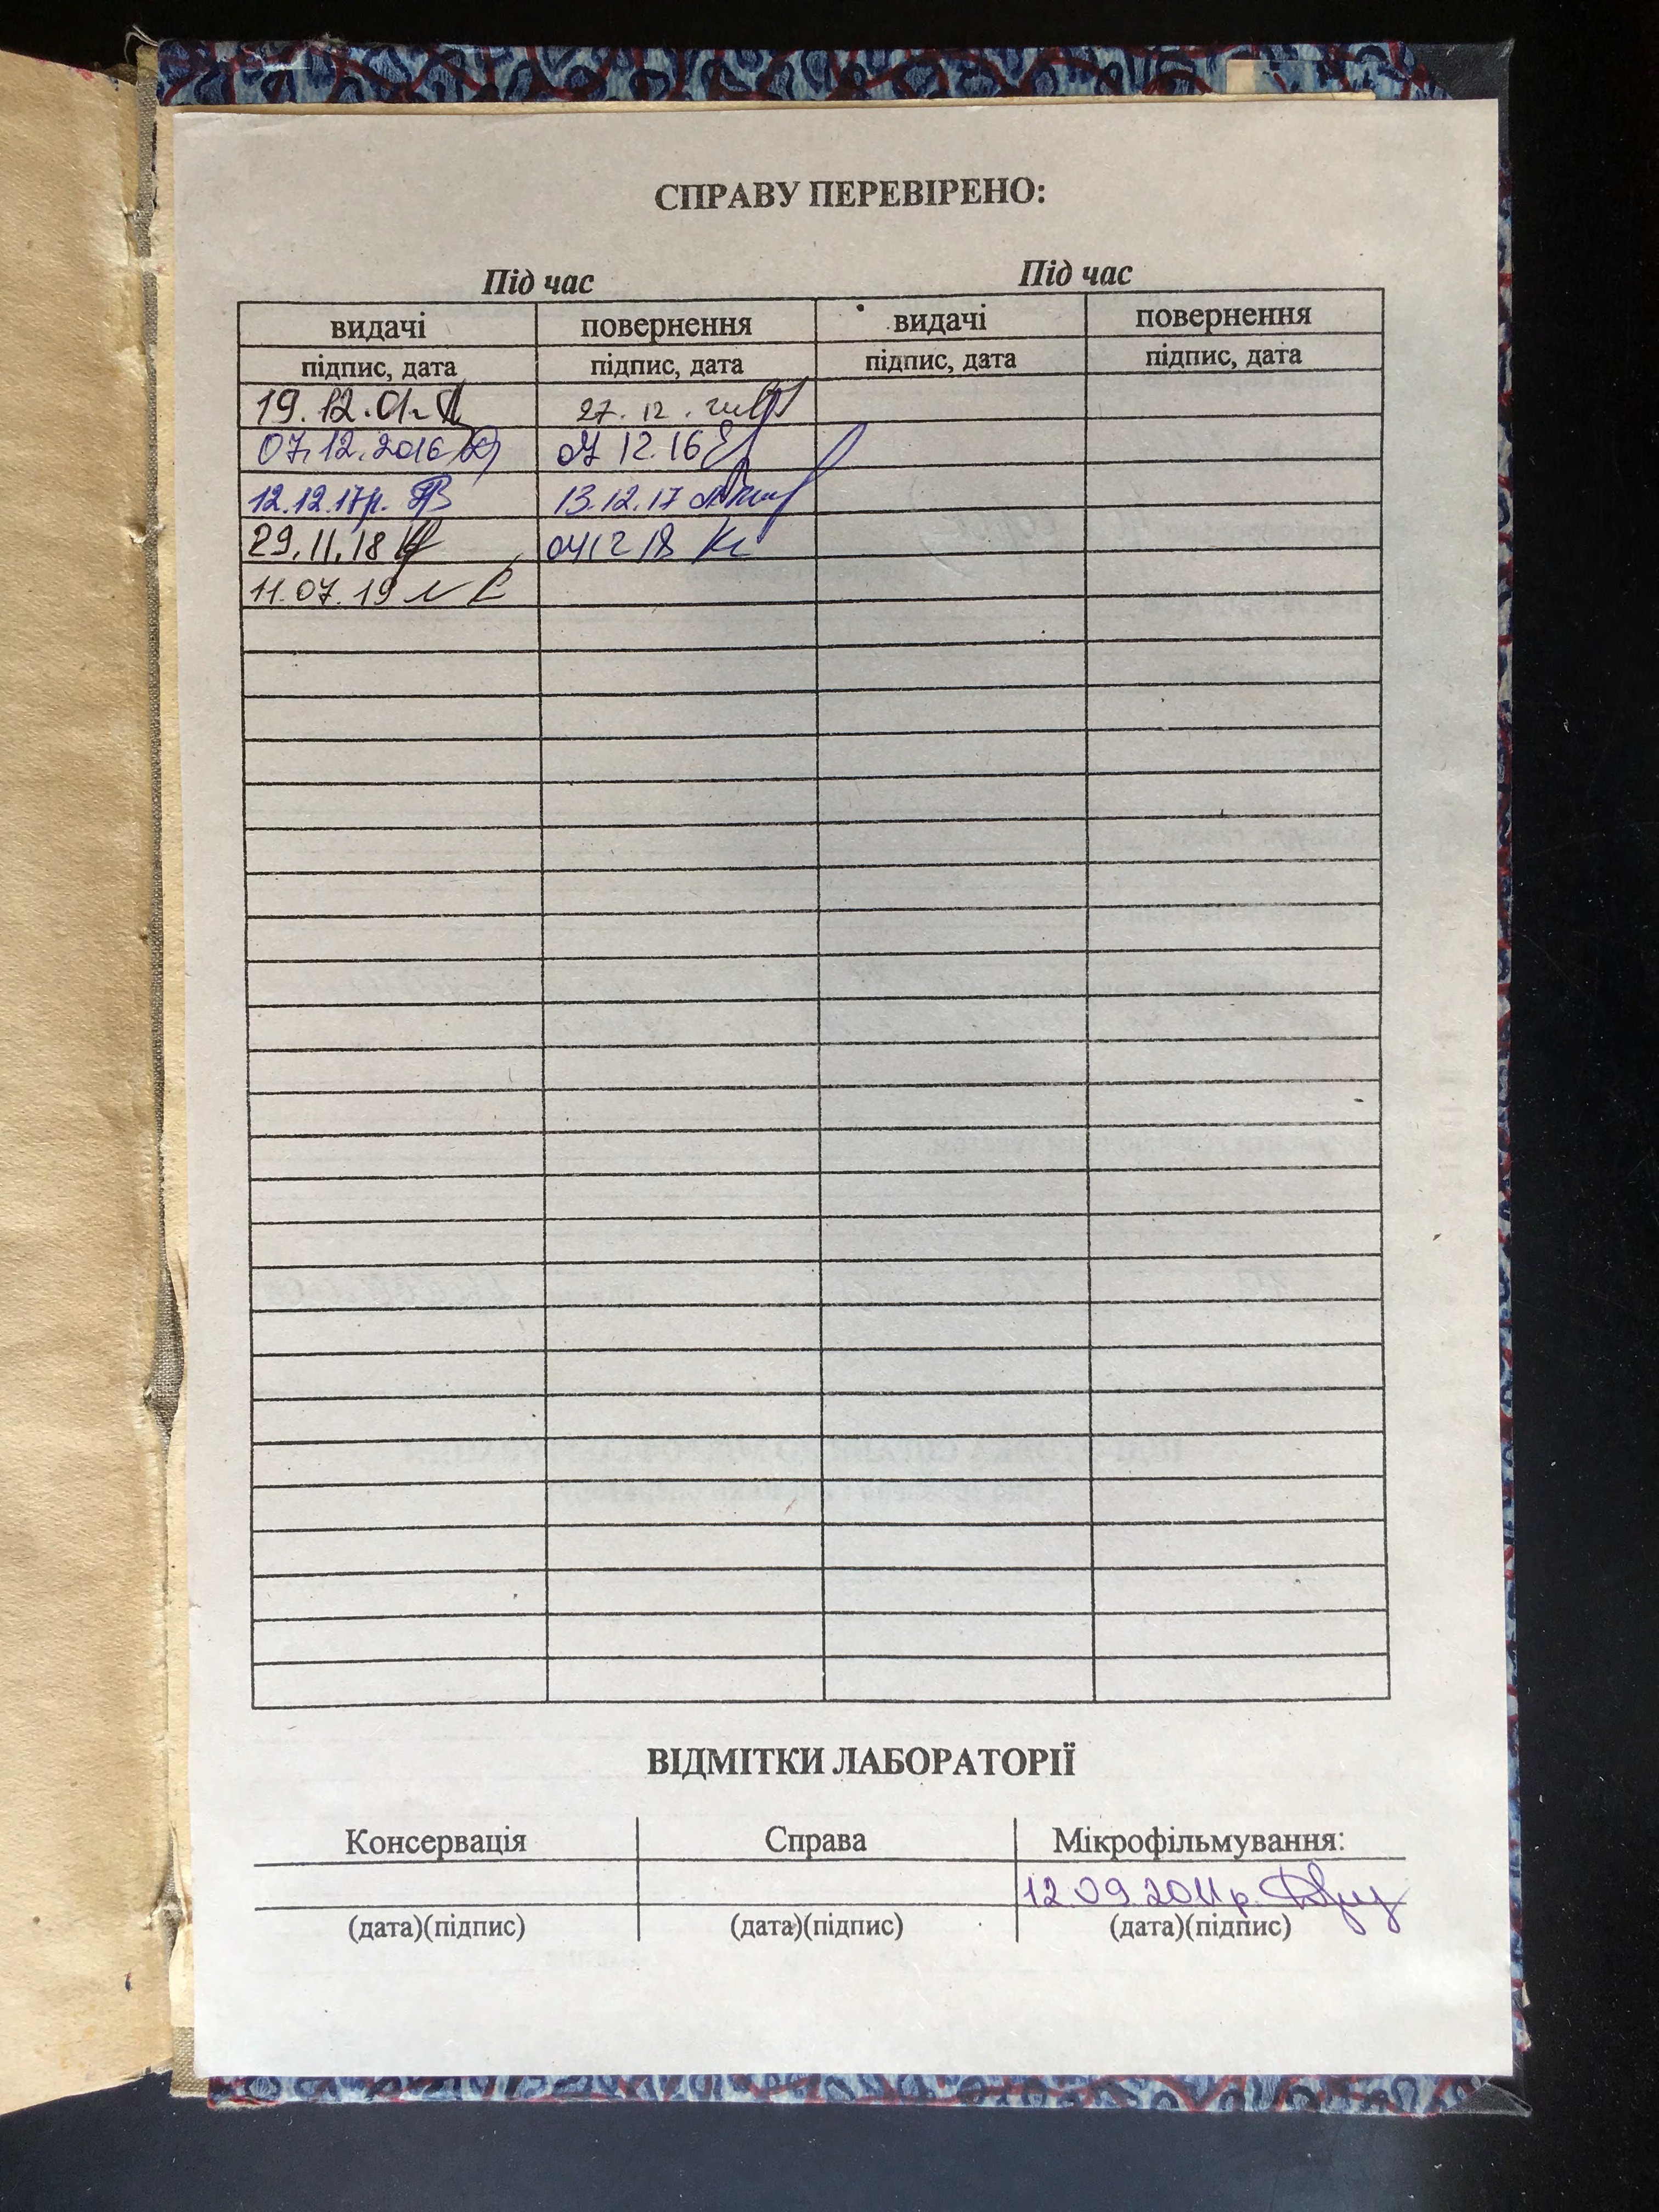 СПРАВУ ПЕРЕВІРЕНО:
Під час Під час
видачі повернення видачі повернення
підпис, дата підпис, дата підпис, дата підпис, дата
19.12.01 27.12.
07.12.2016 07 12.16
12.12.17р. 13.12.17
29.11.18 04 12 18
11.07.19
ВІДМІТКИ ЛАБОРАТОРІЇ
Консервація Справа Мікрофільмування:
12.09.2011р.
(дата)(підпис) (дата)(підпис) (дата)(підпис)